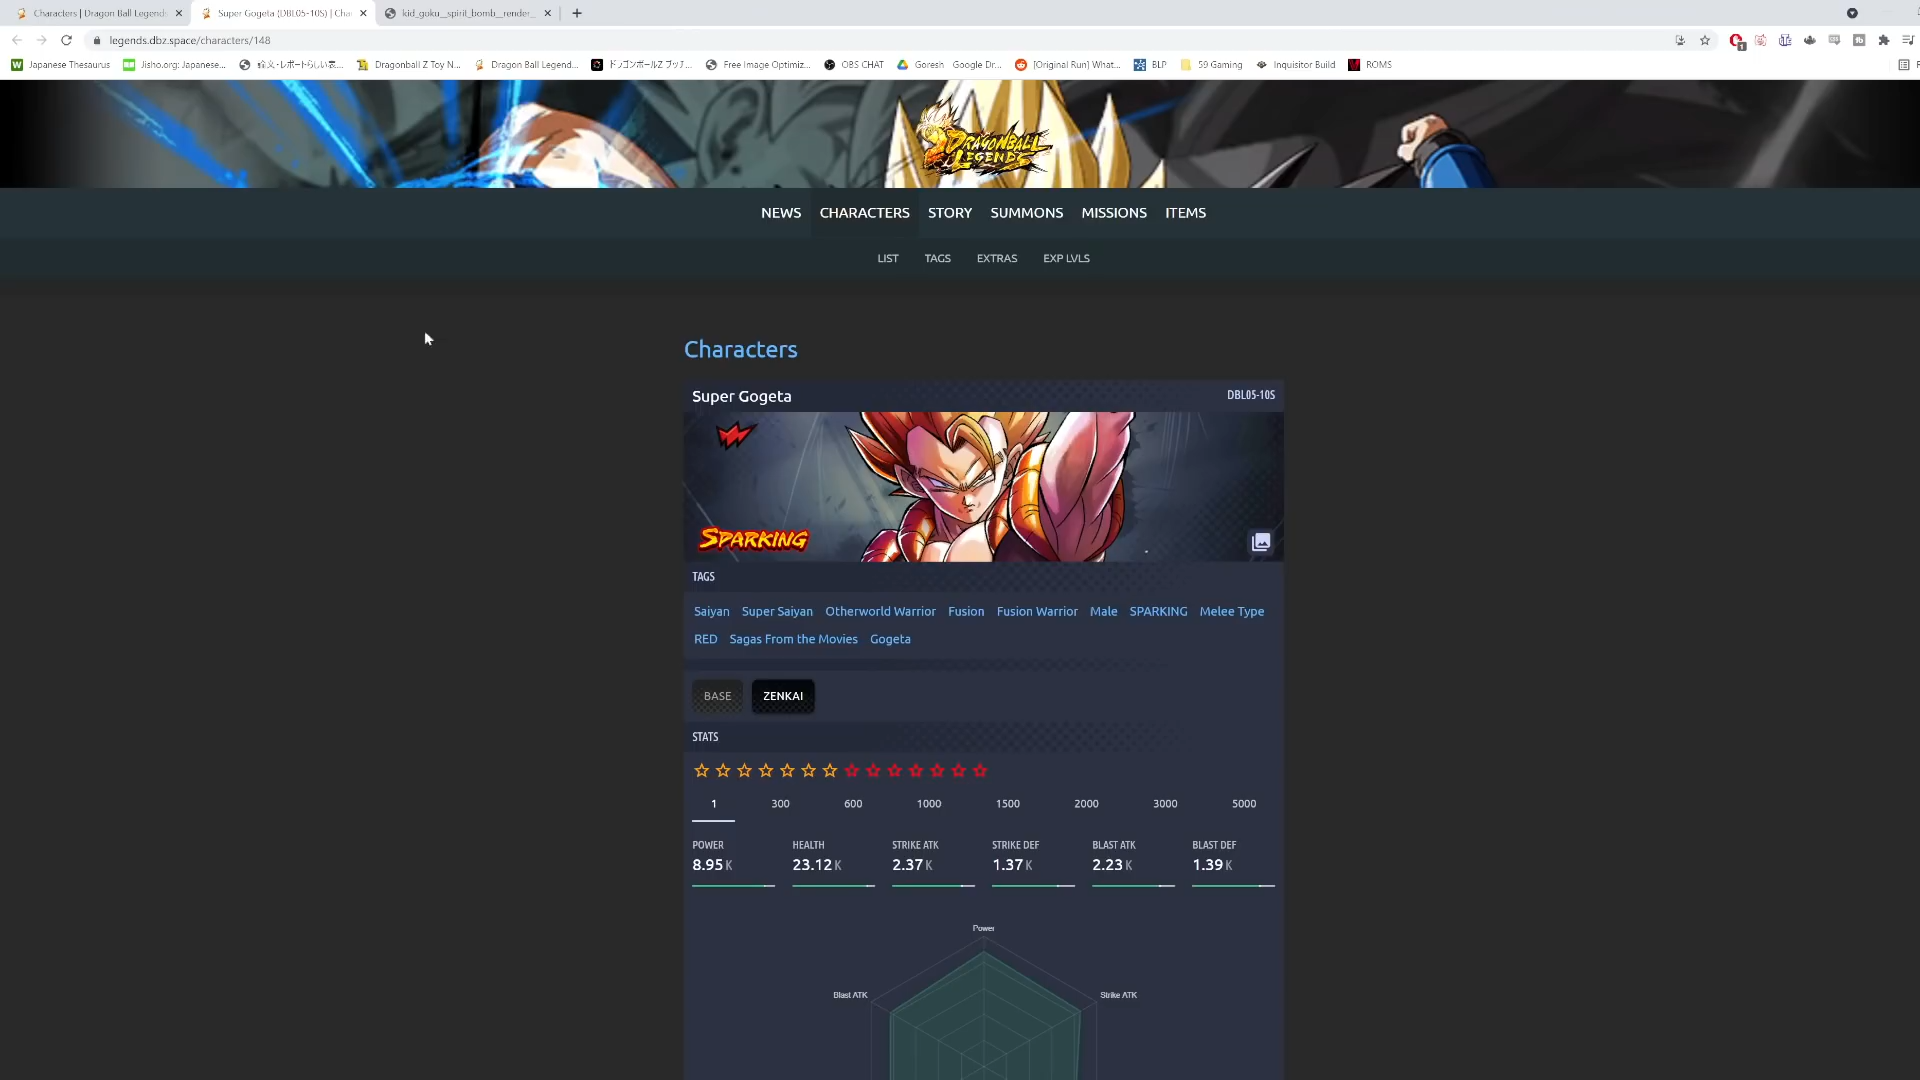 Characters | Dragon Ball Legends
Super Gogeta (DBL05-10S) | Cha
kid_goku__spirit_bomb__render_
legends.dbz.space/characters/148
Japanese Thesaurus
Jisho.org: Japanese...
Dragonball Z Toy N...
Dragon Ball Legend...
Free Image Optimiz...
OBS CHAT
Goresh
Google Dr...
[Original Run] What...
BLP
59 Gaming
Inquisitor Build
ROMS
DRAGONBALL
LEGENDS
NEWS CHARACTERS STORY SUMMONS MISSIONS ITEMS
LIST TAGS EXTRAS EXP LVLS
Characters
Super Gogeta DBL05-10S
SPARKING
TAGS
Saiyan Super Saiyan Otherworld Warrior Fusion Fusion Warrior Male SPARKING Melee Type
RED Sagas From the Movies Gogeta
BASE ZENKAI
STATS
1 300 600 1000 1500 2000 3000 5000
POWER HEALTH STRIKE ATK STRIKE DEF BLAST ATK BLAST DEF
8.95 K 23.12 K 2.37 K 1.37 K 2.23 K 1.39 K
Power
Blast ATK Strike ATK